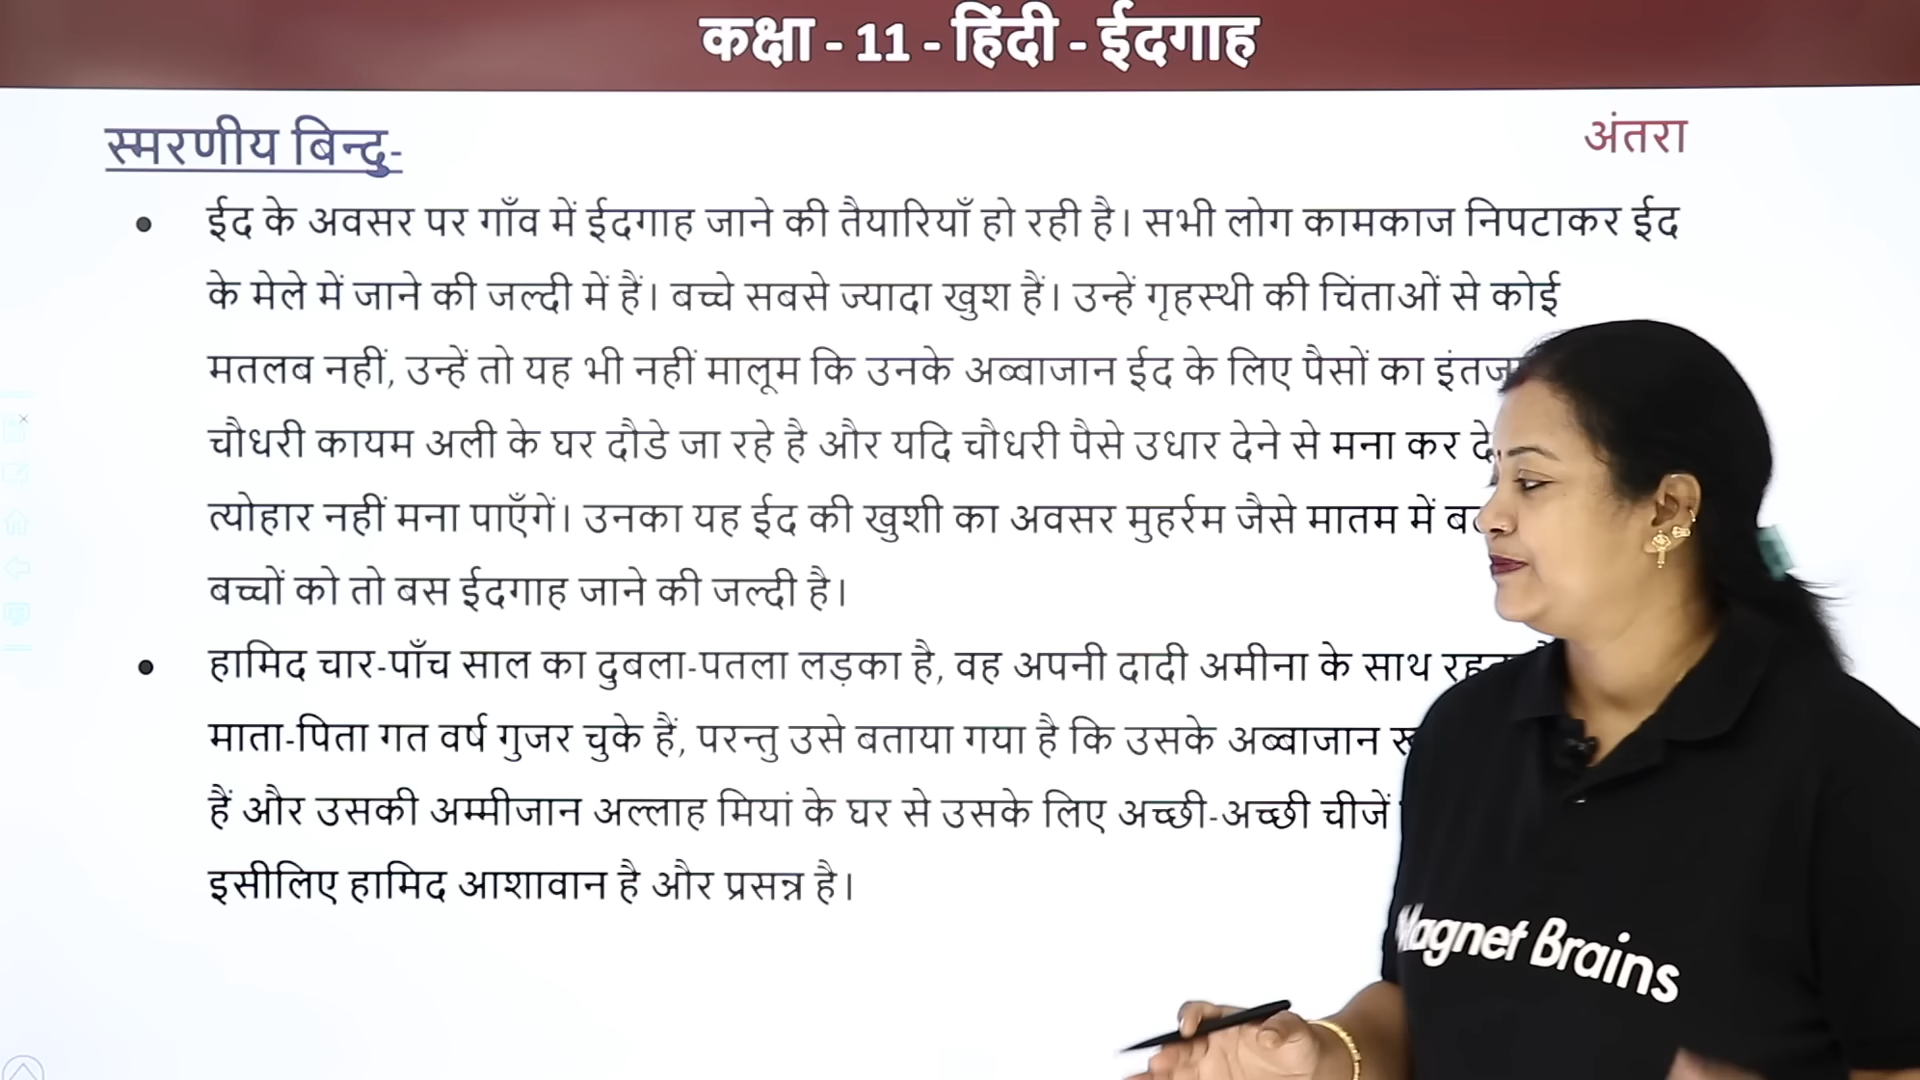 कक्षा - 11 - हिंदी - ईदगाह
स्मरणीय बिन्दु-
अंतरा
● ईद के अवसर पर गाँव में ईदगाह जाने की तैयारियाँ हो रही है। सभी लोग कामकाज निपटाकर ईद
के मेले में जाने की जल्दी में हैं। बच्चे सबसे ज्यादा खुश हैं। उन्हें गृहस्थी की चिंताओं से कोई
मतलब नहीं, उन्हें तो यह भी नहीं मालूम कि उनके अब्बाजान ईद के लिए पैसों का
चौधरी कायम अली के घर दौडे जा रहे है और यदि चौधरी पैसे उधार देने से मना कर
त्योहार नहीं मना पाएँगें। उनका यह ईद की खुशी का अवसर मुहर्रम जैसे मातम में
बच्चों को तो बस ईदगाह जाने की जल्दी है।
● हामिद चार-पाँच साल का दुबला-पतला लड़का है, वह अपनी दादी अमीना के साथ
माता-पिता गत वर्ष गुजर चुके हैं, परन्तु उसे बताया गया है कि उसके अब्बाजान
हैं और उसकी अम्मीजान अल्लाह मियां के घर से उसके लिए अच्छी-अच्छी चीजें
इसीलिए हामिद आशावान है और प्रसन्न है।
Magnet Brains